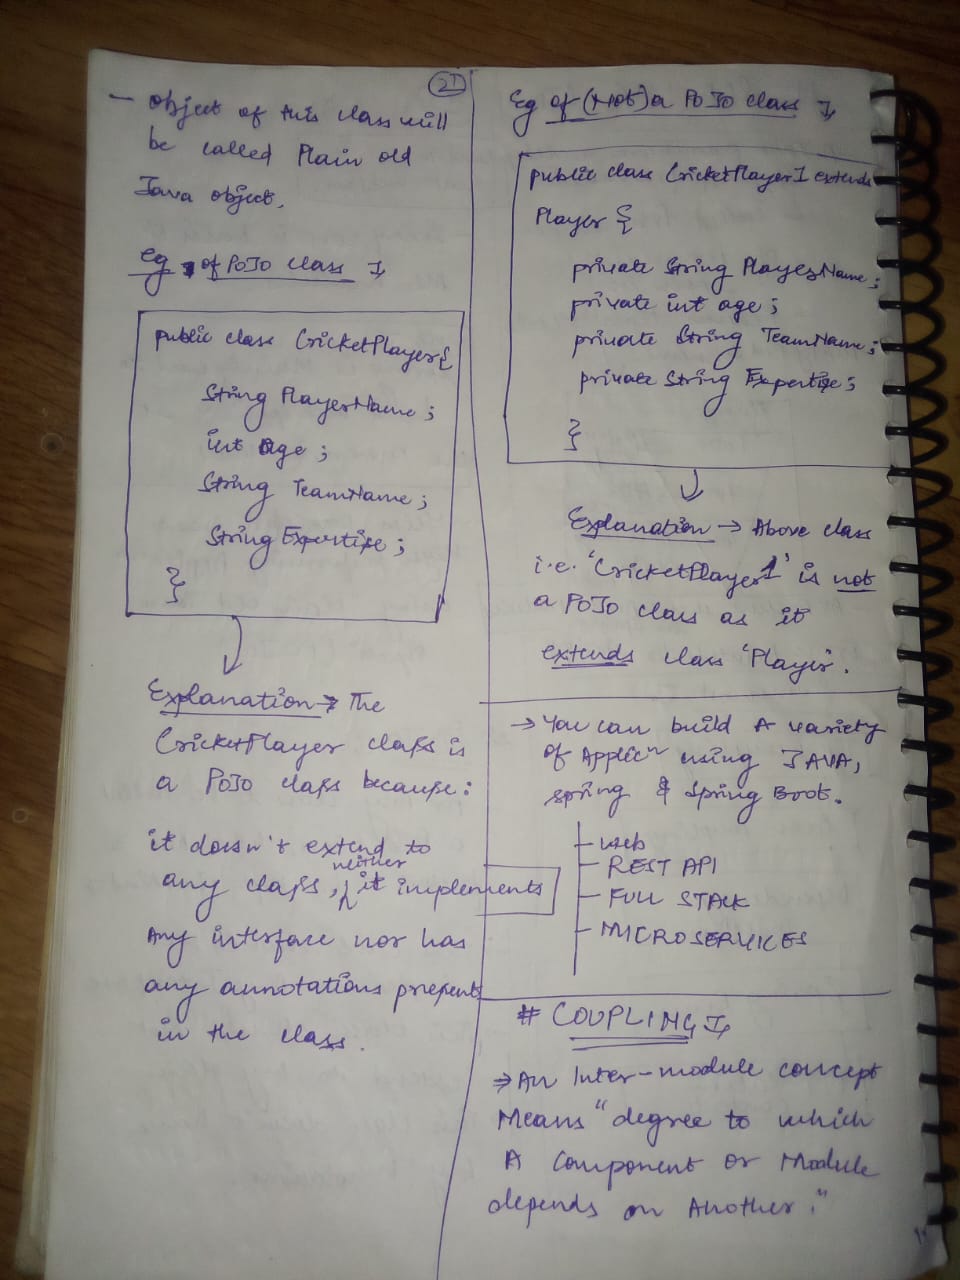 21
- Object of this class will
be called Plain old
Java object.
eg of POJO class
public class CricketPlayer{
String PlayerName;
int age;
String TeamName;
String Expertise;
}
Explanation → The
CricketPlayer class is
a POJO class because:
it doesn't extend to
any class, neither it implements
Any interface nor has
any annotations presents
in the class.
Eg of (Not) a POJO class
public class CricketPlayer1 extends
Player {
private String PlayerName;
private int age;
private String TeamName;
private String Expertise;
}
Explanation → Above class
i.e. 'CricketPlayer1' is not
a POJO class as it
extends class 'Player'.
→ You can build A variety
of Applicn using JAVA,
spring & Spring Boot.
- Web
- REST API
- FULL STACK
- MICROSERVICES
# COUPLING
⇒ An Inter-module concept
Means "degree to which
A Component or Module
depends on Another."